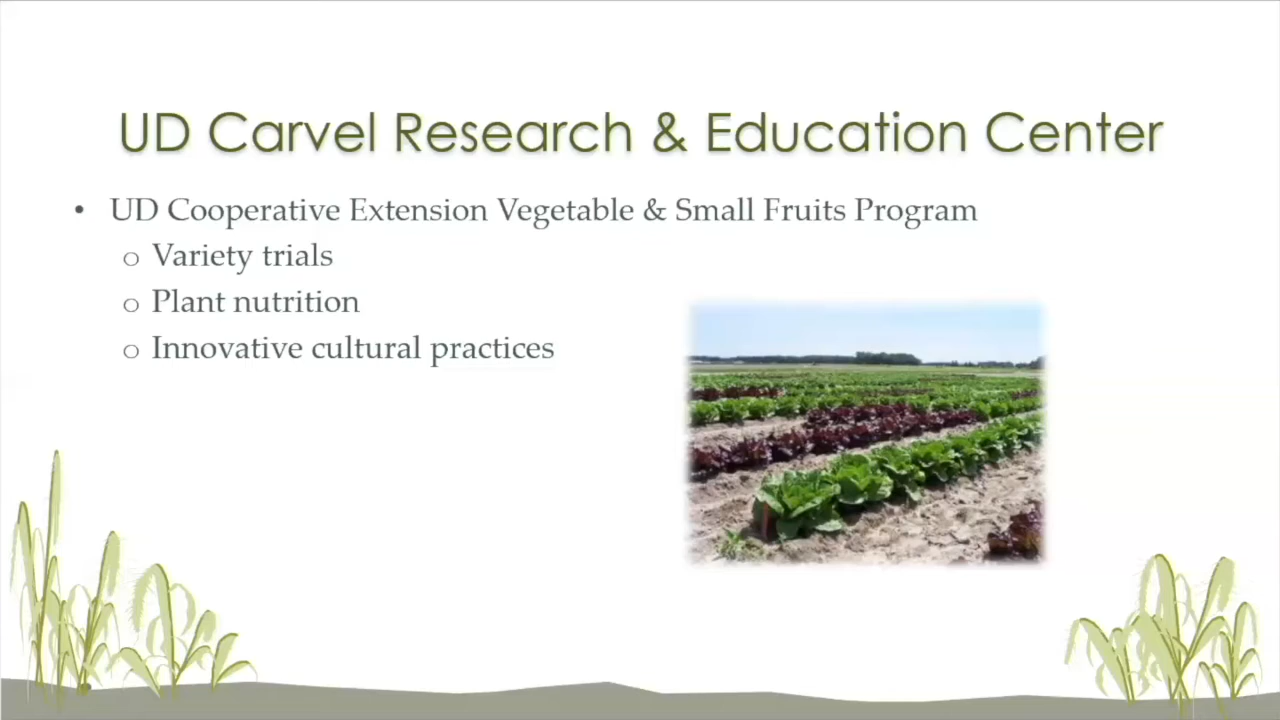 UD Carvel Research & Education Center
• UD Cooperative Extension Vegetable & Small Fruits Program
o Variety trials
o Plant nutrition
o Innovative cultural practices